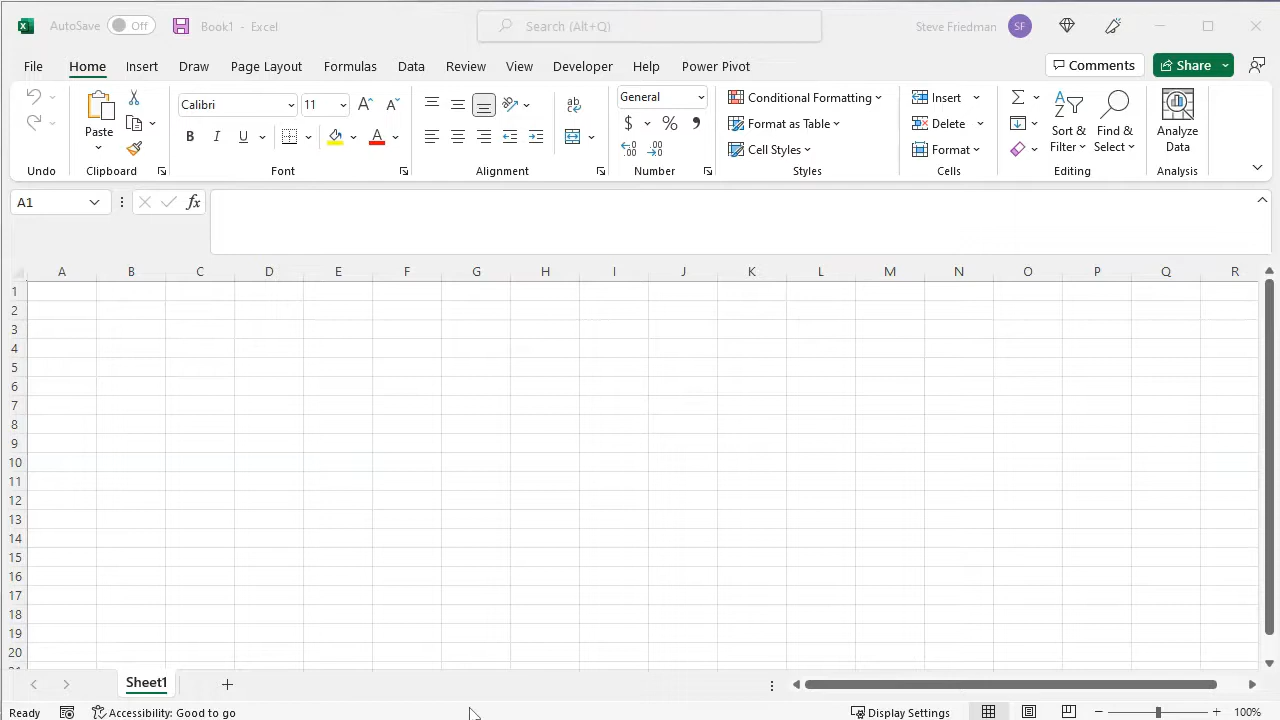 AutoSave Off Book1 - Excel Search (Alt+Q) Steve Friedman SF
File Home Insert Draw Page Layout Formulas Data Review View Developer Help Power Pivot Comments Share
Calibri 11 General Conditional Formatting Insert
Paste Format as Table Delete Sort & Filter Find & Select Analyze Data
B I U A $ % , Cell Styles Format
Undo Clipboard Font Alignment Number Styles Cells Editing Analysis
A1 fx
A B C D E F G H I J K L M N O P Q R
1
2
3
4
5
6
7
8
9
10
11
12
13
14
15
16
17
18
19
20
Sheet1
Ready Accessibility: Good to go Display Settings 100%